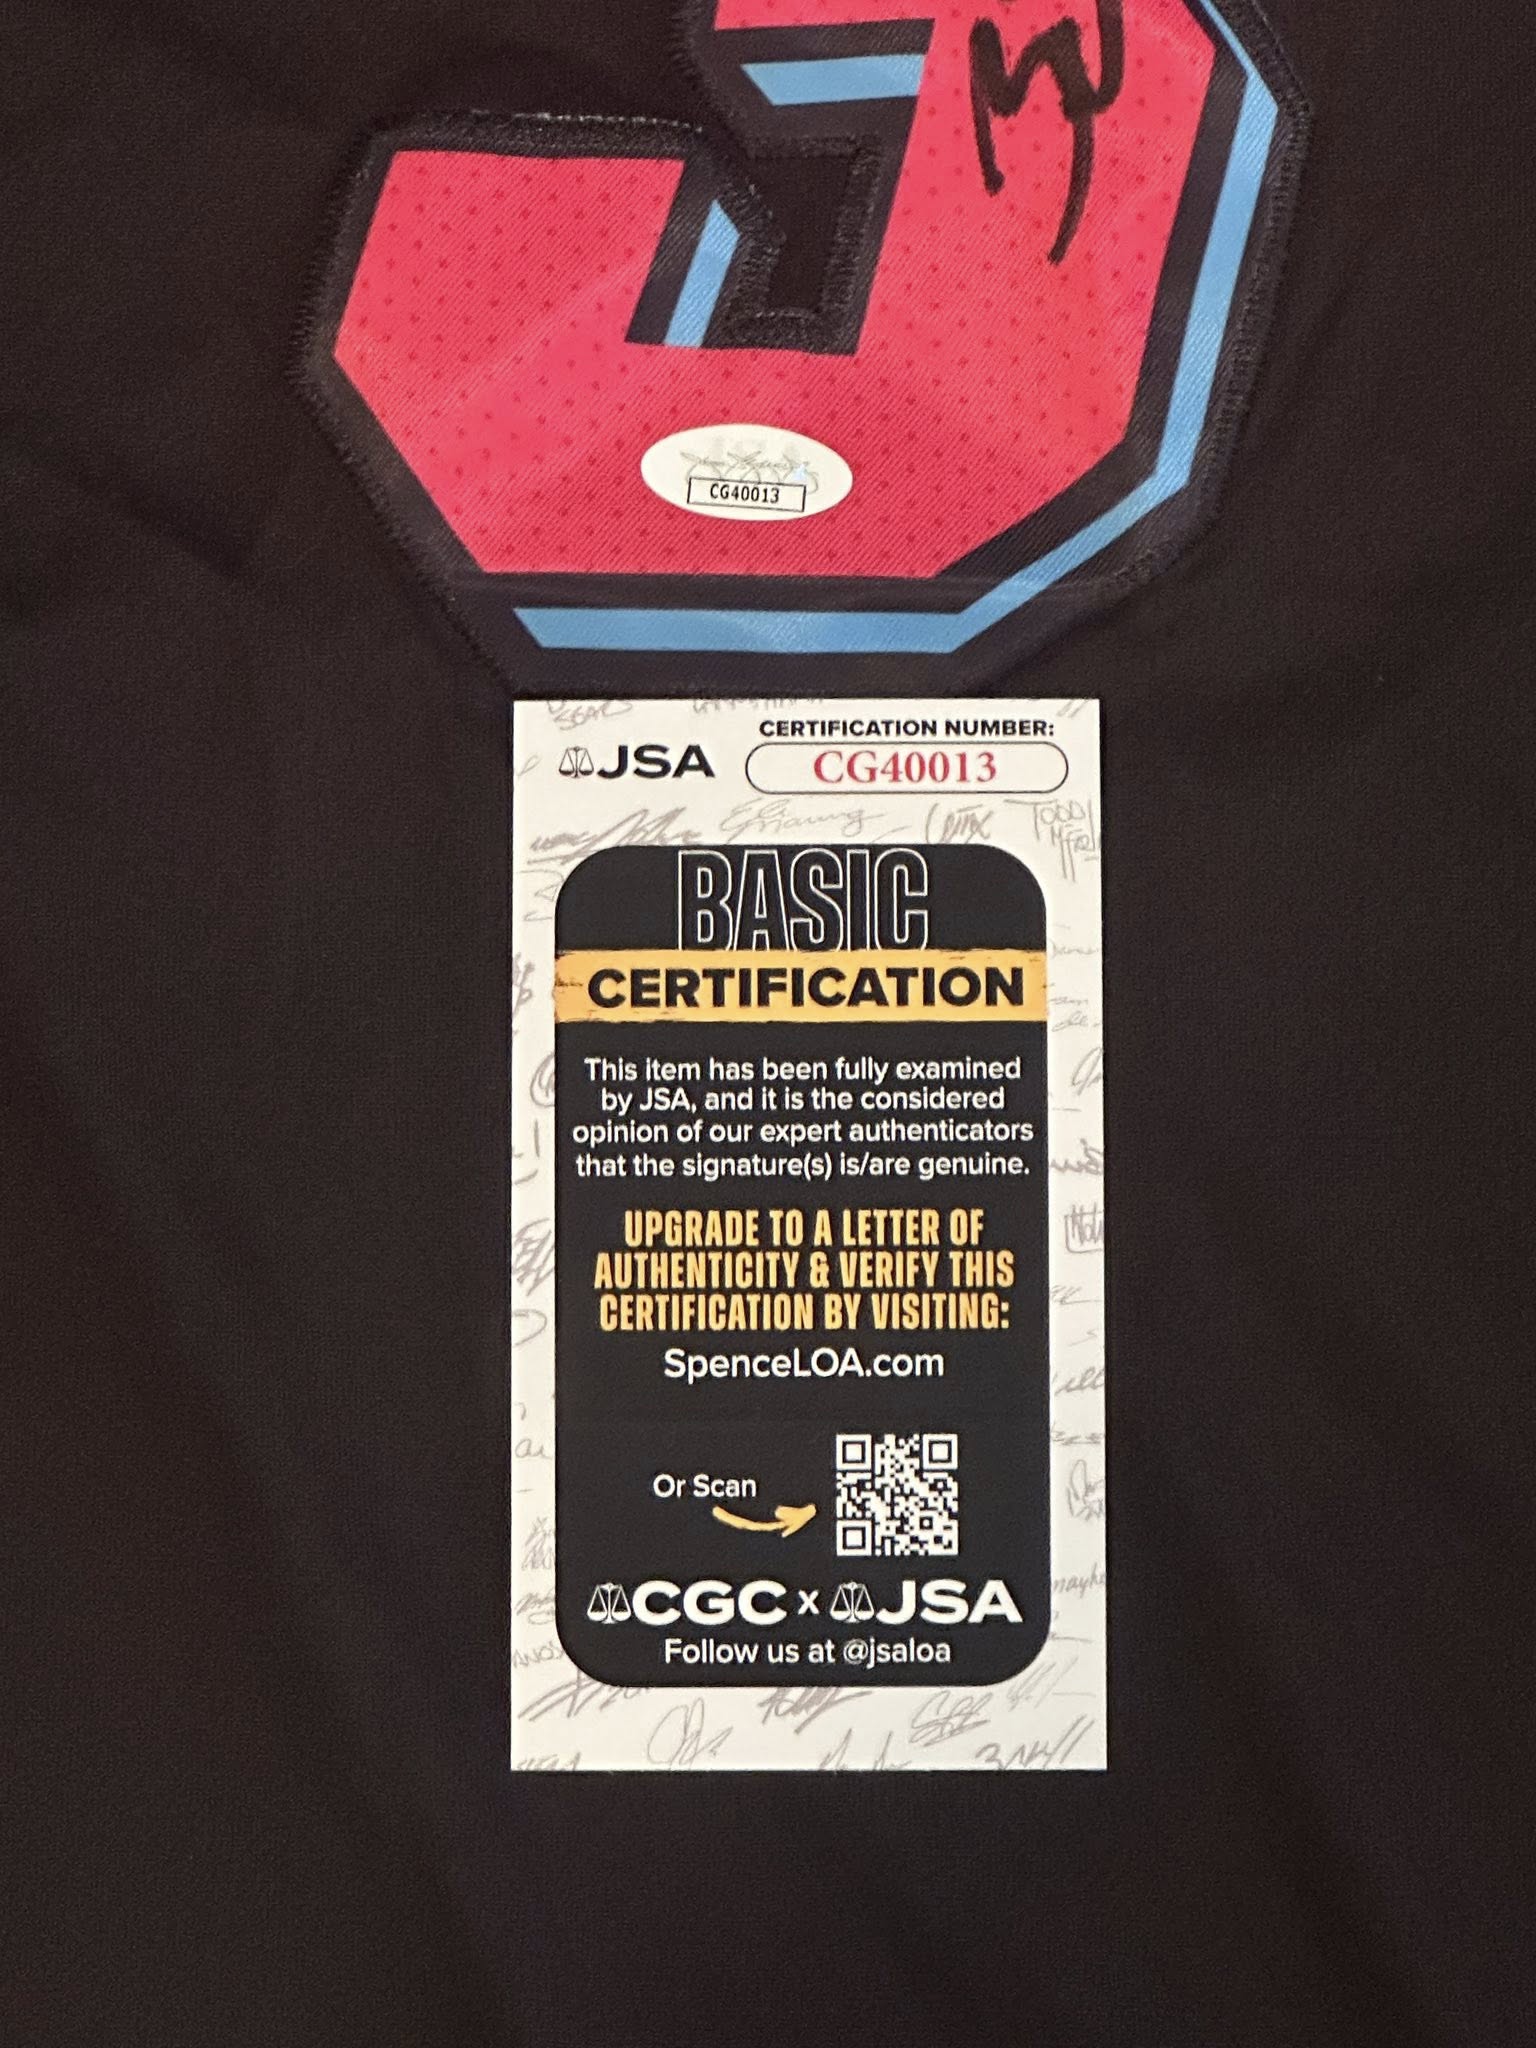 CG40013
JSA
CERTIFICATION NUMBER:
CG40013
BASIC
CERTIFICATION
This item has been fully examined
by JSA, and it is the considered
opinion of our expert authenticators
that the signature(s) is/are genuine.
UPGRADE TO A LETTER OF
AUTHENTICITY & VERIFY THIS
CERTIFICATION BY VISITING:
SpenceLOA.com
Or Scan
CGC x JSA
Follow us at @jsaloa